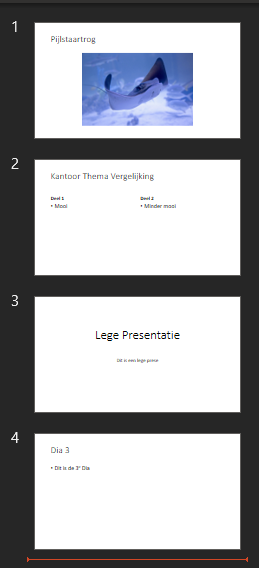 1
Pijlstaartrog
2
Kantoor Thema Vergelijking
Deel 1
• Mooi
Deel 2
• Minder mooi
3
Lege Presentatie
Dit is een lege prese
4
Dia 3
• Dit is de 3ᵉ Dia